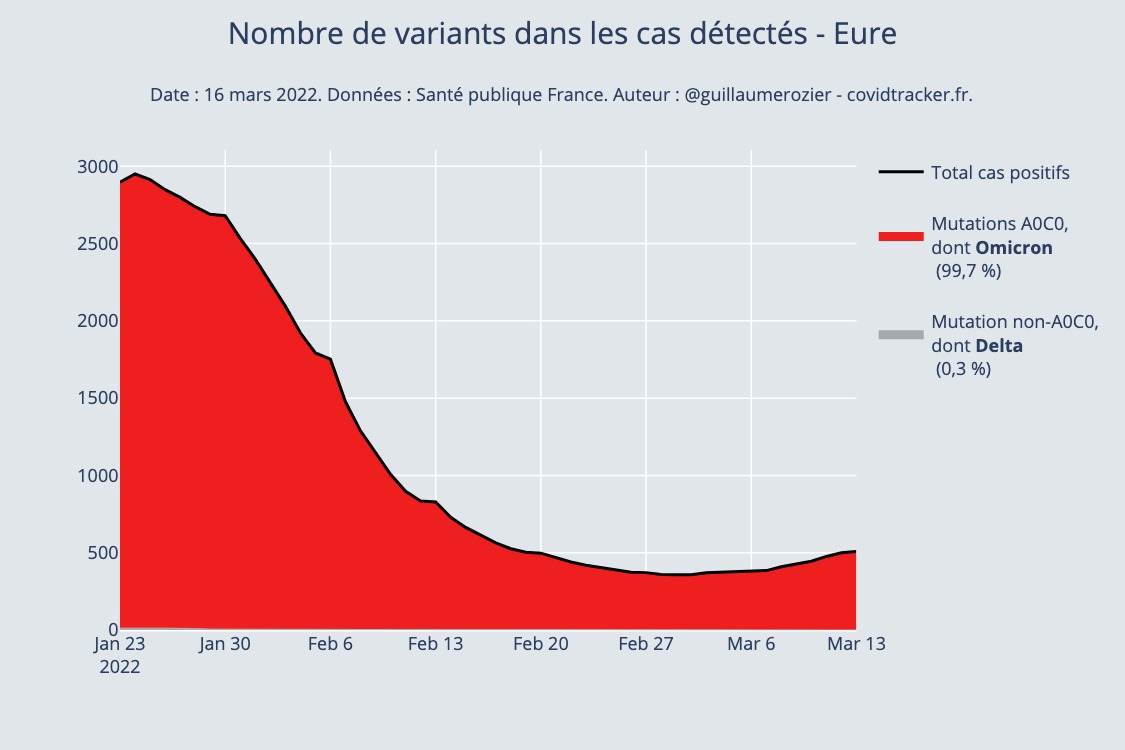 Nombre de variants dans les cas détectés - Eure
Date : 16 mars 2022. Données : Santé publique France. Auteur : @guillaumerozier - covidtracker.fr.
3000
2500
2000
1500
1000
500
0
Jan 23
2022
Jan 30
Feb 6
Feb 13
Feb 20
Feb 27
Mar 6
Mar 13
Total cas positifs
Mutations A0C0,
dont Omicron
(99,7 %)
Mutation non-A0C0,
dont Delta
(0,3 %)